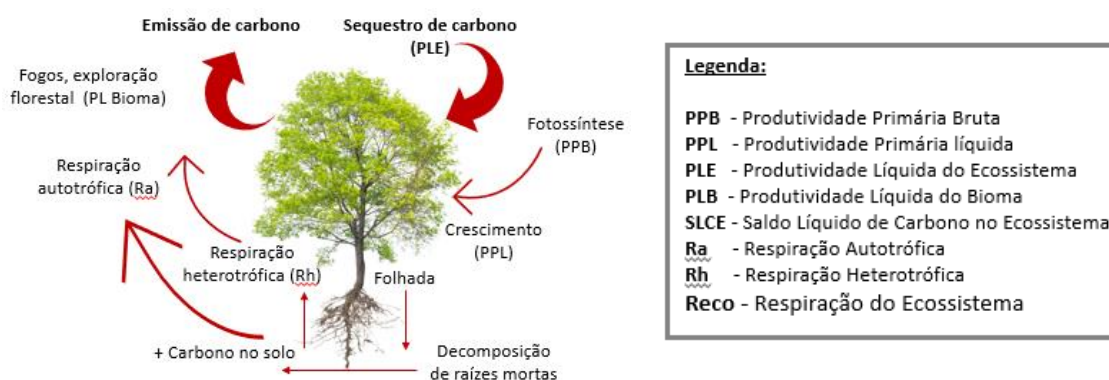 Emissão de carbono
Sequestro de carbono
(PLE)
Fogos, exploração
florestal (PL Bioma)
Fotossíntese
(PPB)
Respiração
autotrófica (Ra)
Crescimento
(PPL)
Respiração
heterotrófica (Rh)
Folhada
+ Carbono no solo
Decomposição
de raízes mortas
Legenda:
PPB - Produtividade Primária Bruta
PPL - Produtividade Primária líquida
PLE - Produtividade Líquida do Ecossistema
PLB - Produtividade Líquida do Bioma
SLCE - Saldo Líquido de Carbono no Ecossistema
Ra - Respiração Autotrófica
Rh - Respiração Heterotrófica
Reco - Respiração do Ecossistema